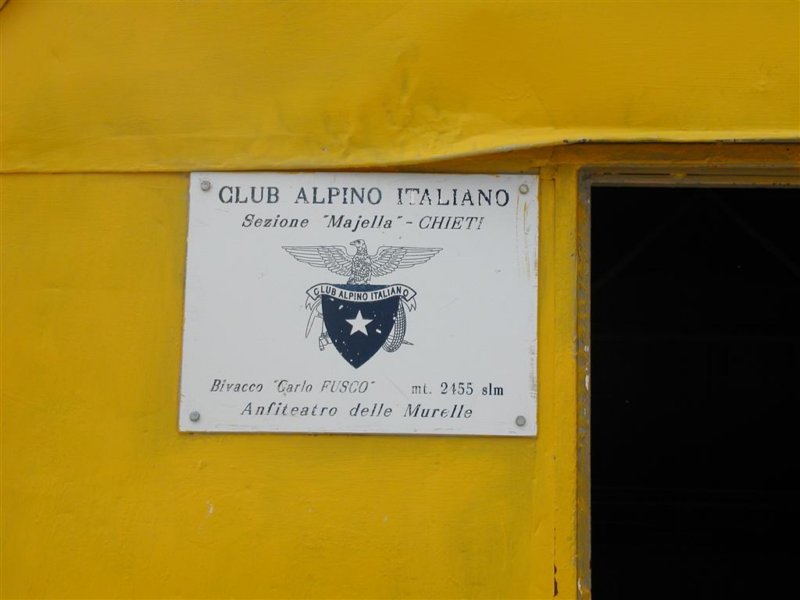 CLUB ALPINO ITALIANO
Sezione "Majella" - CHIETI
CLUB ALPINO ITALIANO
Bivacco "Carlo FUSCO" mt. 2455 slm
Anfiteatro delle Murelle